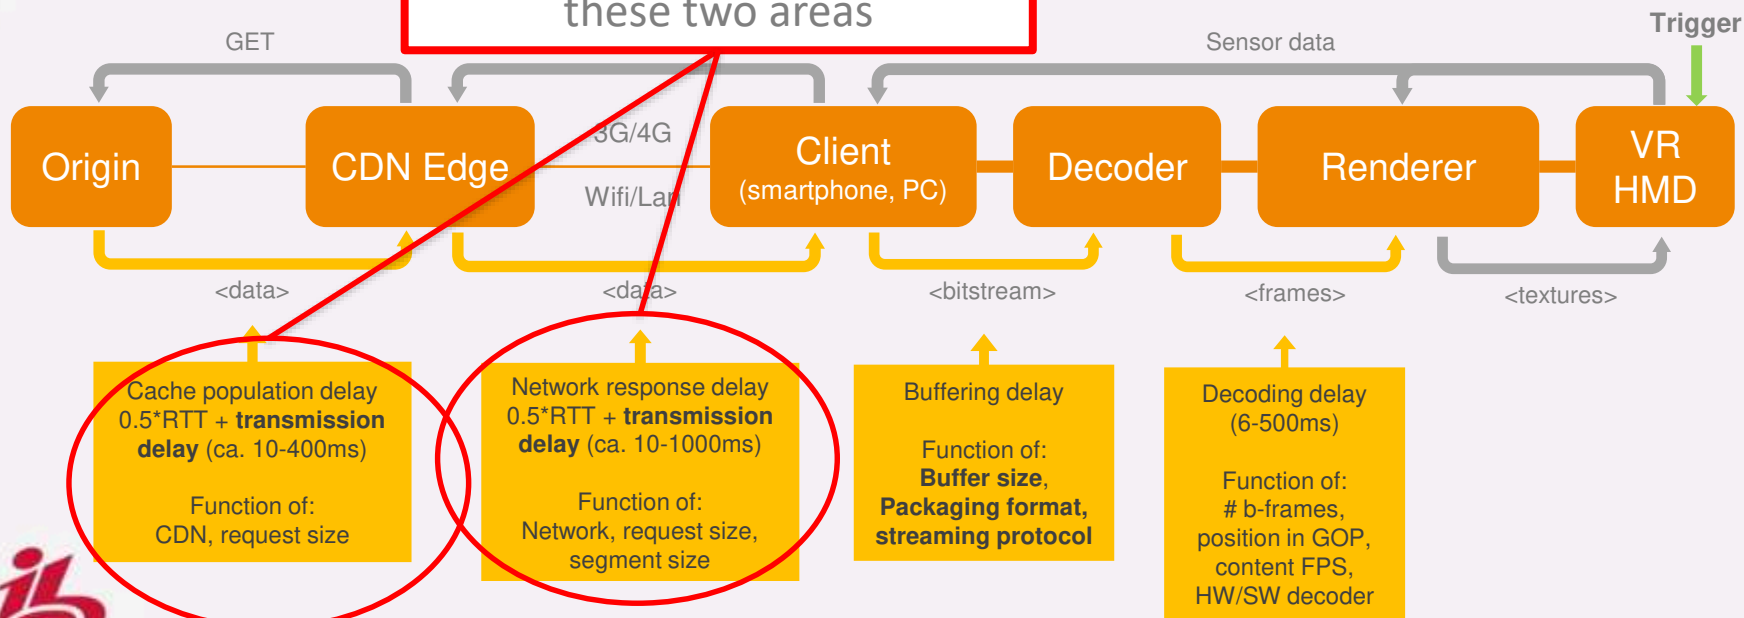 these two areas
Trigger
GET
Sensor data
Origin
CDN Edge
3G/4G
Wifi/Lan
Client
(smartphone, PC)
Decoder
Renderer
VR
HMD
<data>
<data>
<bitstream>
<frames>
<textures>
Cache population delay
0.5*RTT + transmission
delay (ca. 10-400ms)
Function of:
CDN, request size
Network response delay
0.5*RTT + transmission
delay (ca. 10-1000ms)
Function of:
Network, request size,
segment size
Buffering delay
Function of:
Buffer size,
Packaging format,
streaming protocol
Decoding delay
(6-500ms)
Function of:
# b-frames,
position in GOP,
content FPS,
HW/SW decoder